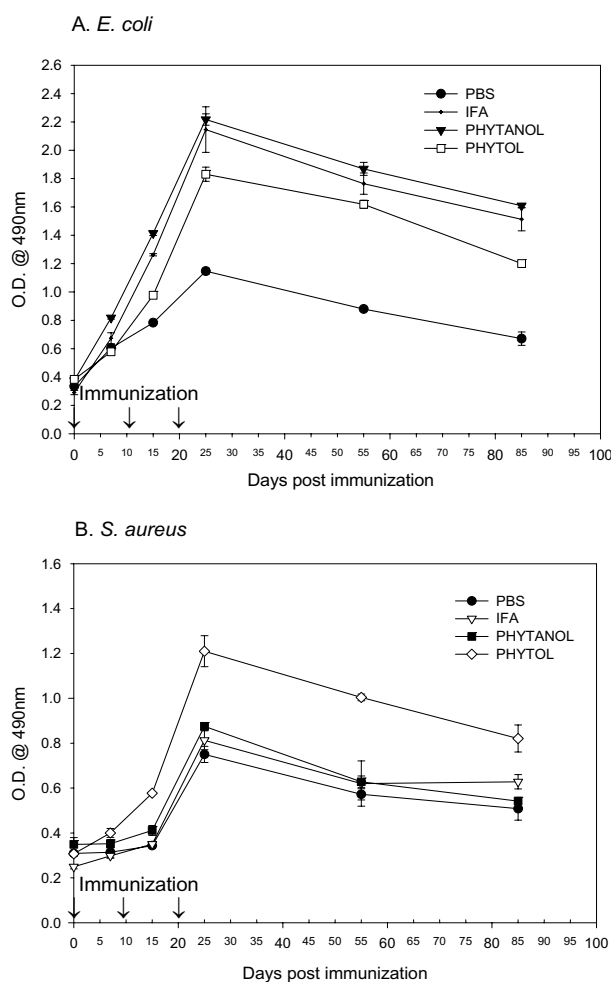 A. E. coli
2.6
2.4
2.2
2.0
1.8
1.6
1.4
1.2
1.0
0.8
0.6
0.4
0.2
0.0
O.D. @ 490nm
PBS
IFA
PHYTANOL
PHYTOL
Immunization
0 5 10 15 20 25 30 35 40 45 50 55 60 65 70 75 80 85 90 95 100
Days post immunization
B. S. aureus
1.6
1.4
1.2
1.0
0.8
0.6
0.4
0.2
0.0
O.D. @ 490nm
PBS
IFA
PHYTANOL
PHYTOL
Immunization
0 5 10 15 20 25 30 35 40 45 50 55 60 65 70 75 80 85 90 95 100
Days post immunization